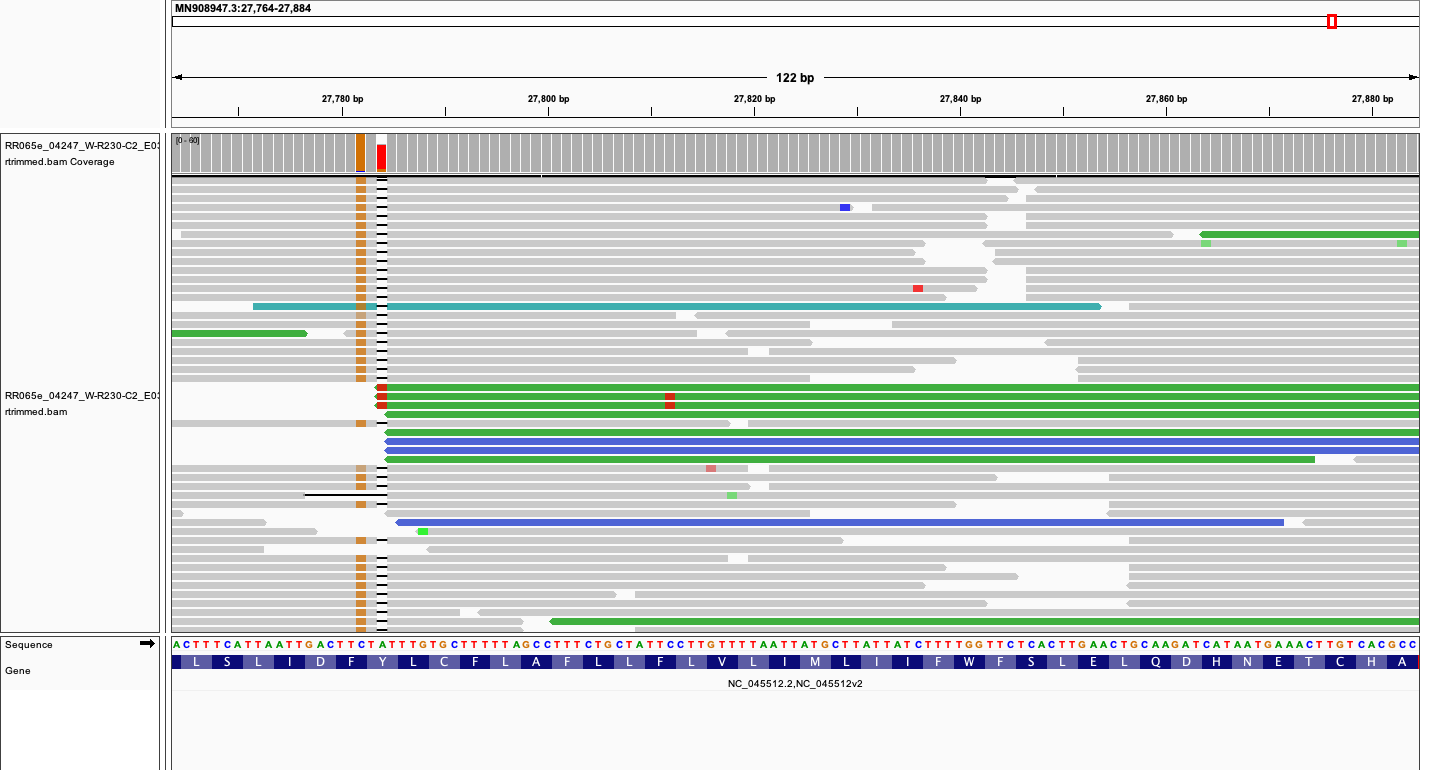 MN908947.3:27,764-27,884
122 bp
27,780 bp 27,800 bp 27,820 bp 27,840 bp 27,860 bp 27,880 bp
RR065e_04247_W-R230-C2_E03
rtrimmed.bam Coverage
[0 - 60]
RR065e_04247_W-R230-C2_E03
rtrimmed.bam
Sequence
ACTTTCATTAATTGACTTCTATTTGTGCTTTTTAGCCTTTCTGCTATTCCTTGTTTTAATTATGCTTATTATCTTTTGGTTCTCACTTGAACTGCAAGATCATAATGAAACTTGTCACGCC
Gene
L S L I D F Y L C F L A F L L F L V L I M L I I F W F S L E L Q D H N E T C H A
NC_045512.2,NC_045512v2